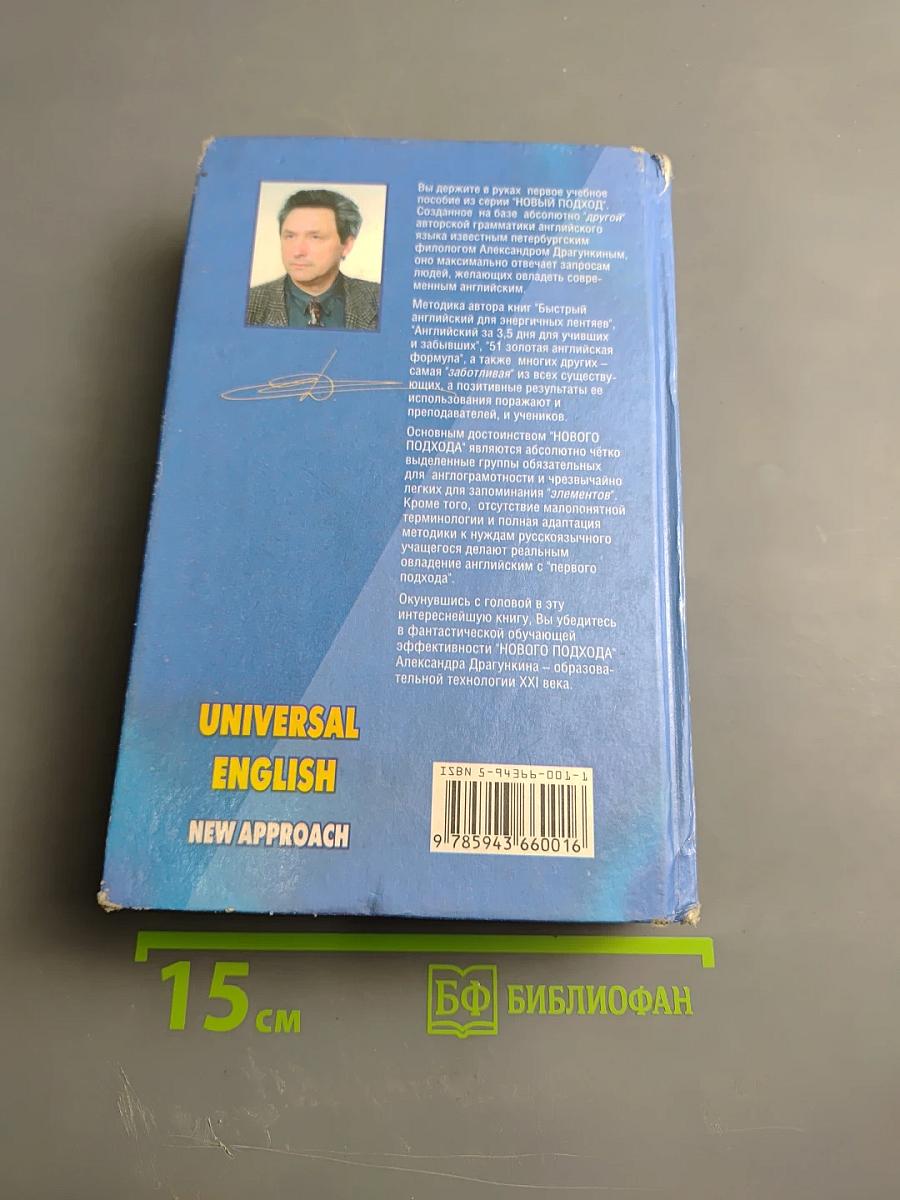 Вы держите в руках первое учебное
пособие из серии "НОВЫЙ ПОДХОД".
Созданное на базе абсолютно "другой"
авторской грамматики английского
языка известным петербургским
филологом Александром Драгункиным,
оно максимально отвечает запросам
людей, желающих овладеть совре-
менным английским.
Методика автора книг "Быстрый
английский для энергичных лентяев",
"Английский за 3,5 дня для учивших
и забывших", "51 золотая английская
формула", а также многих других –
самая "заботливая" из всех существу-
ющих, а позитивные результаты ее
использования поражают и
преподавателей, и учеников.
Основным достоинством "НОВОГО
ПОДХОДА" являются абсолютно чётко
выделенные группы обязательных
для англограмотности и чрезвычайно
легких для запоминания "элементов".
Кроме того, отсутствие малопонятной
терминологии и полная адаптация
методики к нуждам русскоязычного
учащегося делают реальным
овладение английским с "первого
подхода".
Окунувшись с головой в эту
интереснейшую книгу, Вы убедитесь
в фантастической обучающей
эффективности "НОВОГО ПОДХОДА"
Александра Драгункина – образова-
тельной технологии XXI века.
UNIVERSAL
ENGLISH
NEW APPROACH
ISBN 5-94366-001-1
9 785943 660016
15 см
БФ БИБЛИОФАН